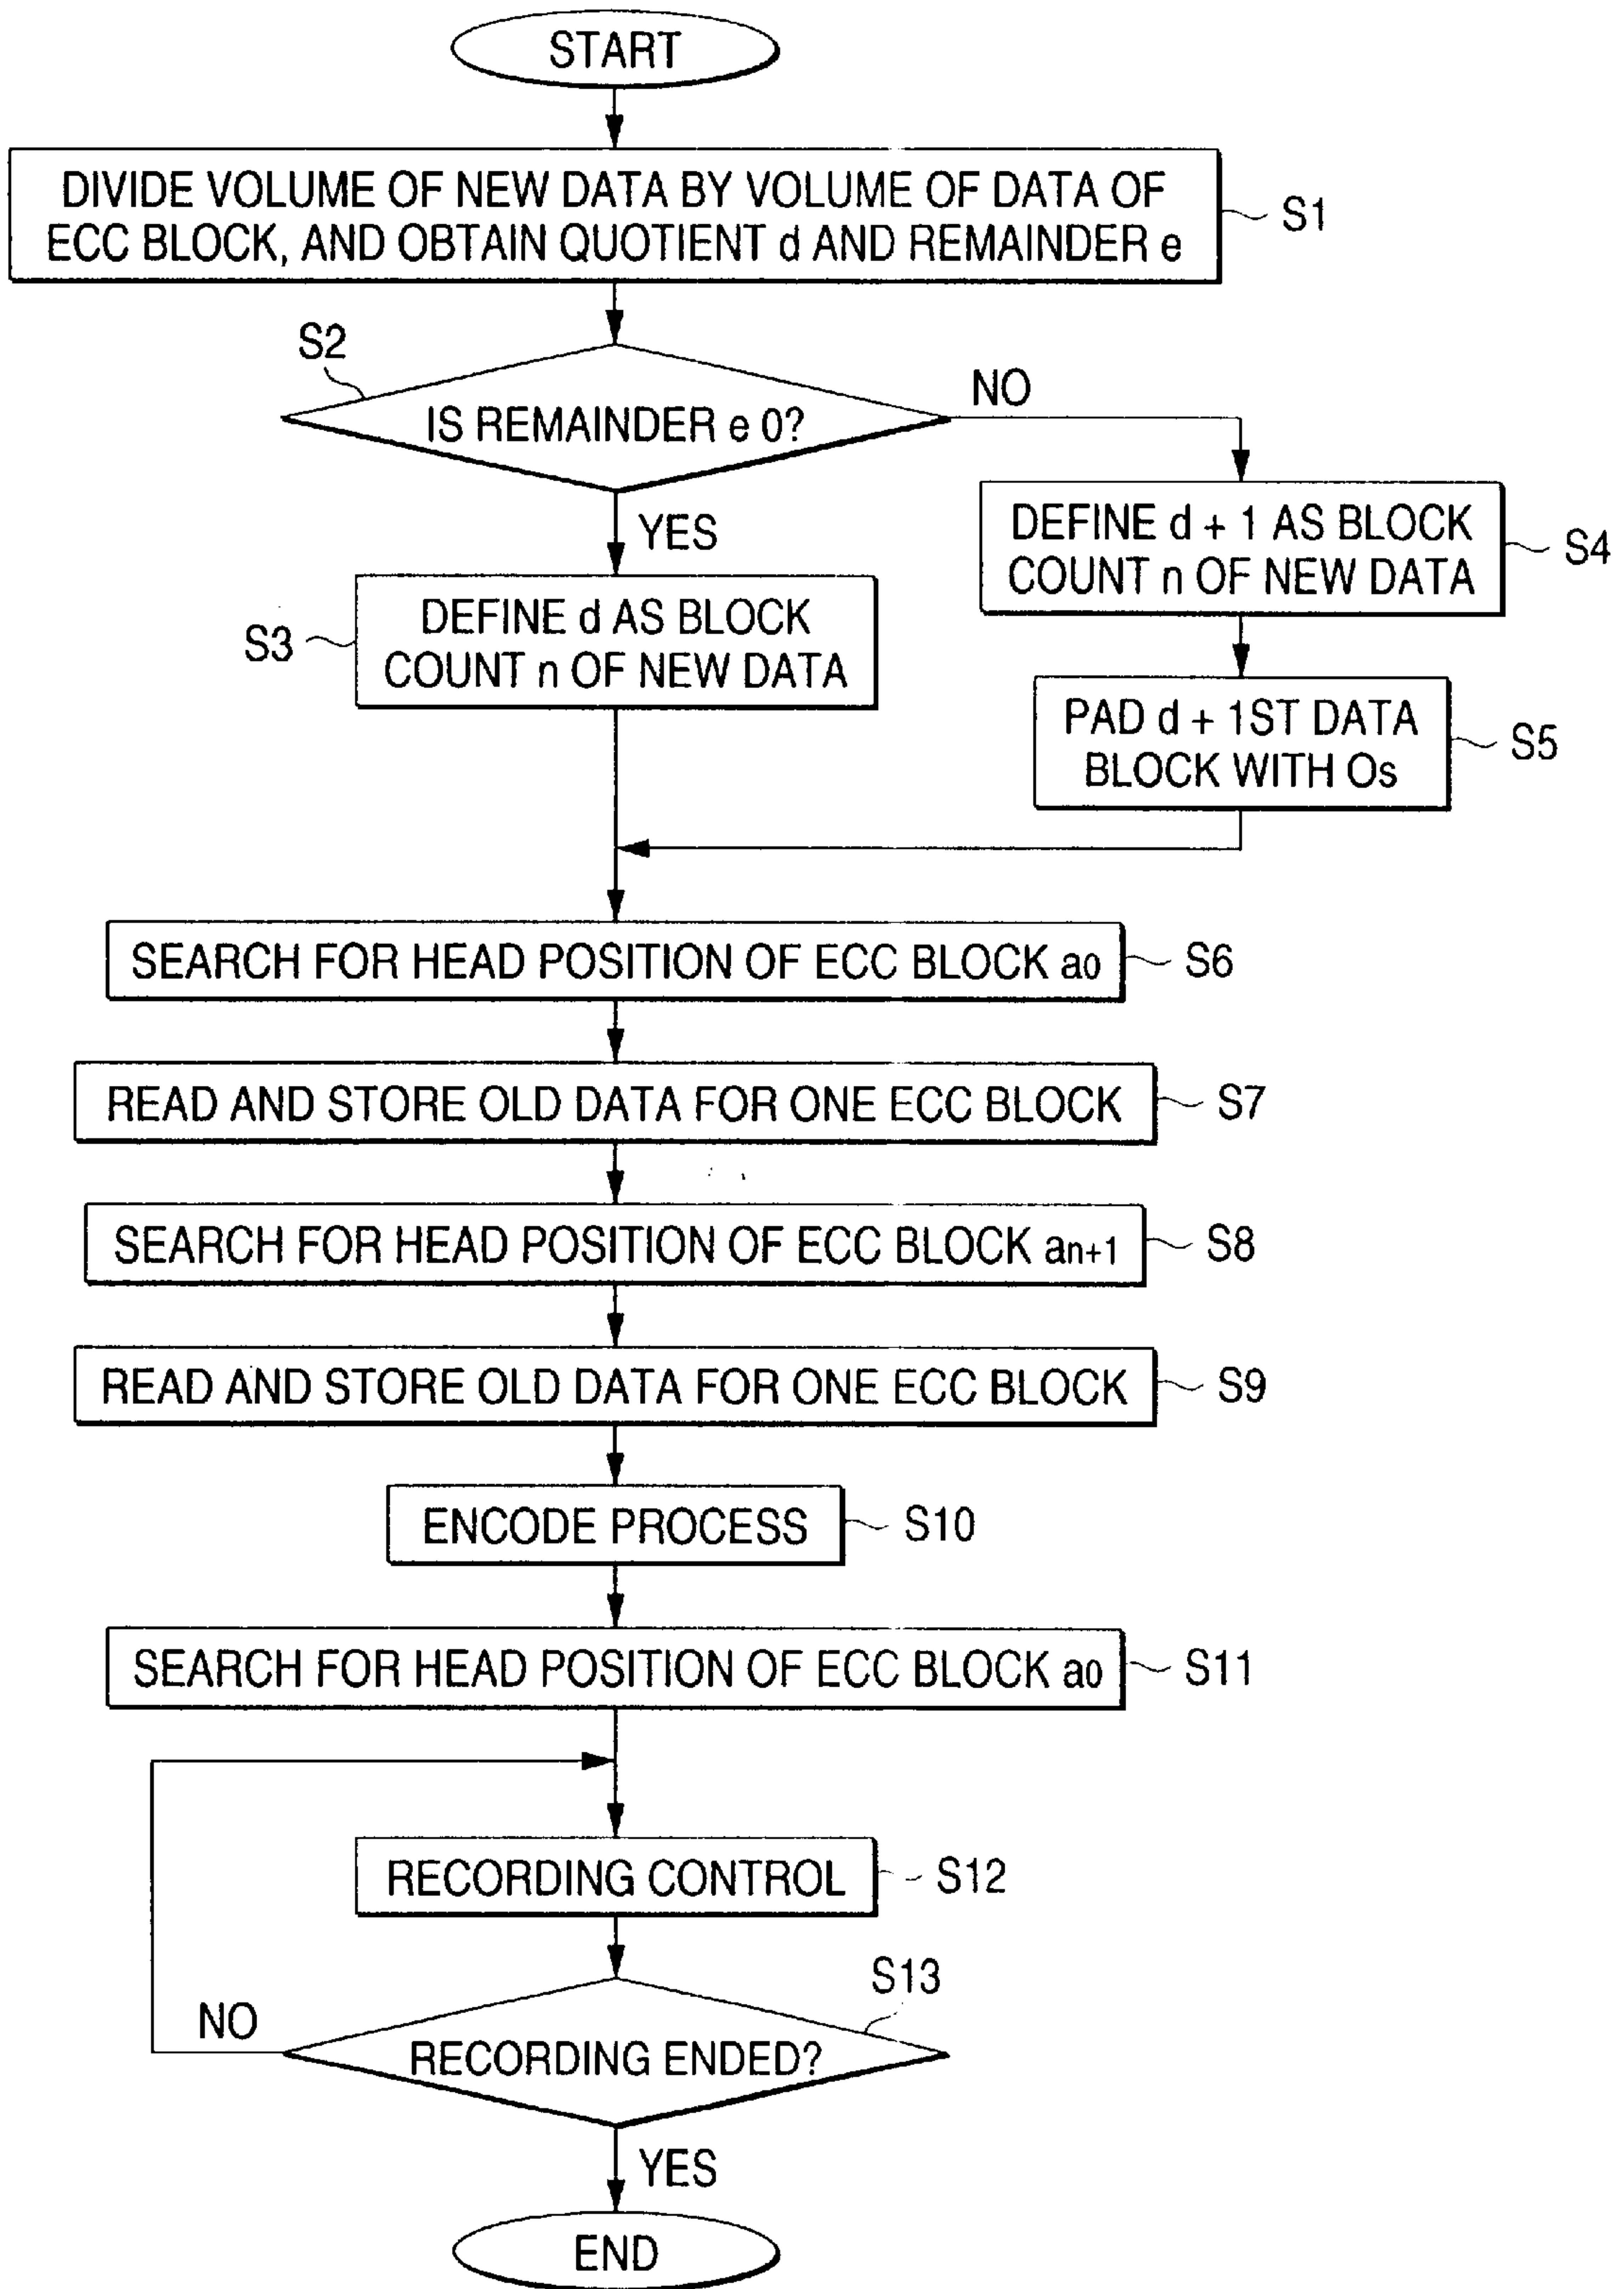 START
DIVIDE VOLUME OF NEW DATA BY VOLUME OF DATA OF
ECC BLOCK, AND OBTAIN QUOTIENT d AND REMAINDER e
S1
S2
IS REMAINDER e 0?
NO
YES
DEFINE d + 1 AS BLOCK
COUNT n OF NEW DATA
S4
S3
DEFINE d AS BLOCK
COUNT n OF NEW DATA
PAD d + 1ST DATA
BLOCK WITH Os
S5
SEARCH FOR HEAD POSITION OF ECC BLOCK a0
S6
READ AND STORE OLD DATA FOR ONE ECC BLOCK
S7
SEARCH FOR HEAD POSITION OF ECC BLOCK an+1
S8
READ AND STORE OLD DATA FOR ONE ECC BLOCK
S9
ENCODE PROCESS
S10
SEARCH FOR HEAD POSITION OF ECC BLOCK a0
S11
RECORDING CONTROL
S12
S13
NO
RECORDING ENDED?
YES
END